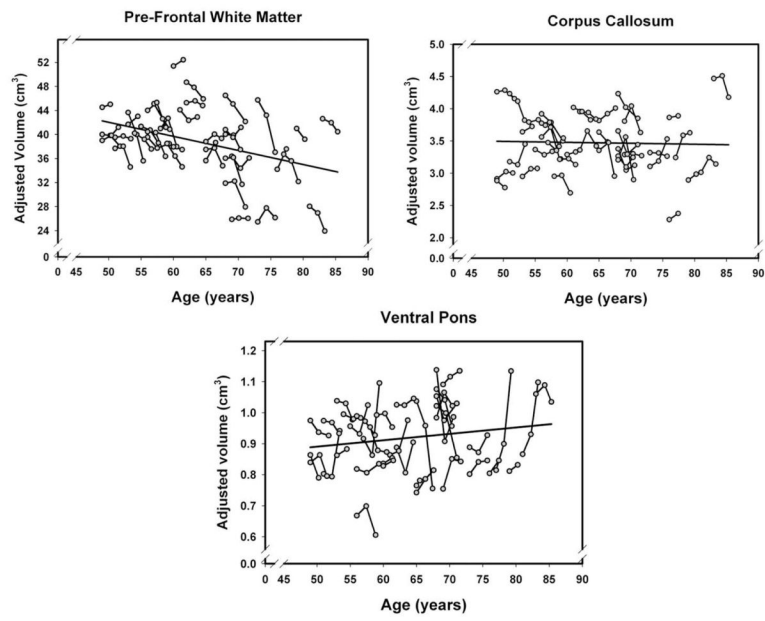 Pre-Frontal White Matter
Adjusted Volume (cm³)
52
48
44
40
36
32
28
24
0
0 45 50 55 60 65 70 75 80 85 90
Age (years)
Corpus Callosum
Adjusted volume (cm³)
5.0
4.5
4.0
3.5
3.0
2.5
2.0
0.0
0 45 50 55 60 65 70 75 80 85 90
Age (years)
Ventral Pons
Adjusted volume (cm³)
1.2
1.1
1.0
0.9
0.8
0.7
0.6
0.0
0 45 50 55 60 65 70 75 80 85 90
Age (years)